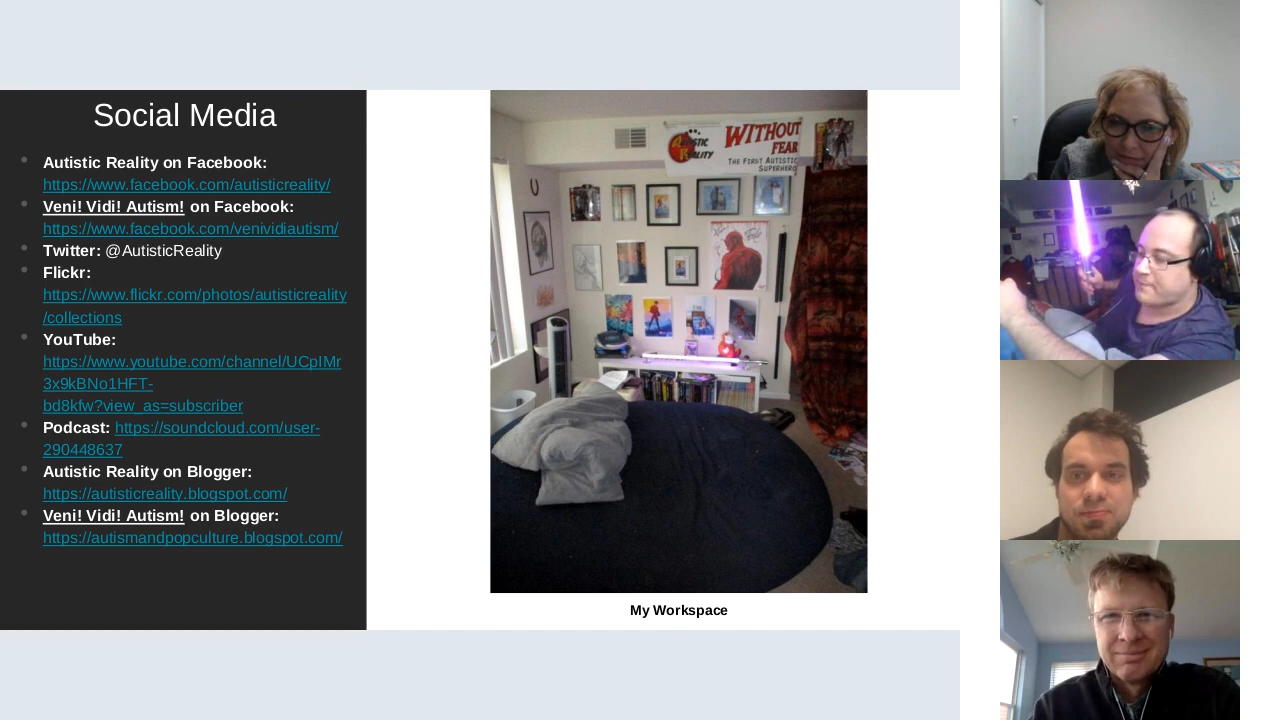 Social Media
Autistic Reality on Facebook:
https://www.facebook.com/autisticreality/
Veni! Vidi! Autism! on Facebook:
https://www.facebook.com/venividiautism/
Twitter: @AutisticReality
Flickr:
https://www.flickr.com/photos/autisticreality
/collections
YouTube:
https://www.youtube.com/channel/UCpIMr
3x9kBNo1HFT-
bd8kfw?view_as=subscriber
Podcast: https://soundcloud.com/user-
290448637
Autistic Reality on Blogger:
https://autisticreality.blogspot.com/
Veni! Vidi! Autism! on Blogger:
https://autismandpopculture.blogspot.com/
Autistic
Reality
WITHOUT
FEAR
THE FIRST AUTISTIC
SUPERHERO
My Workspace